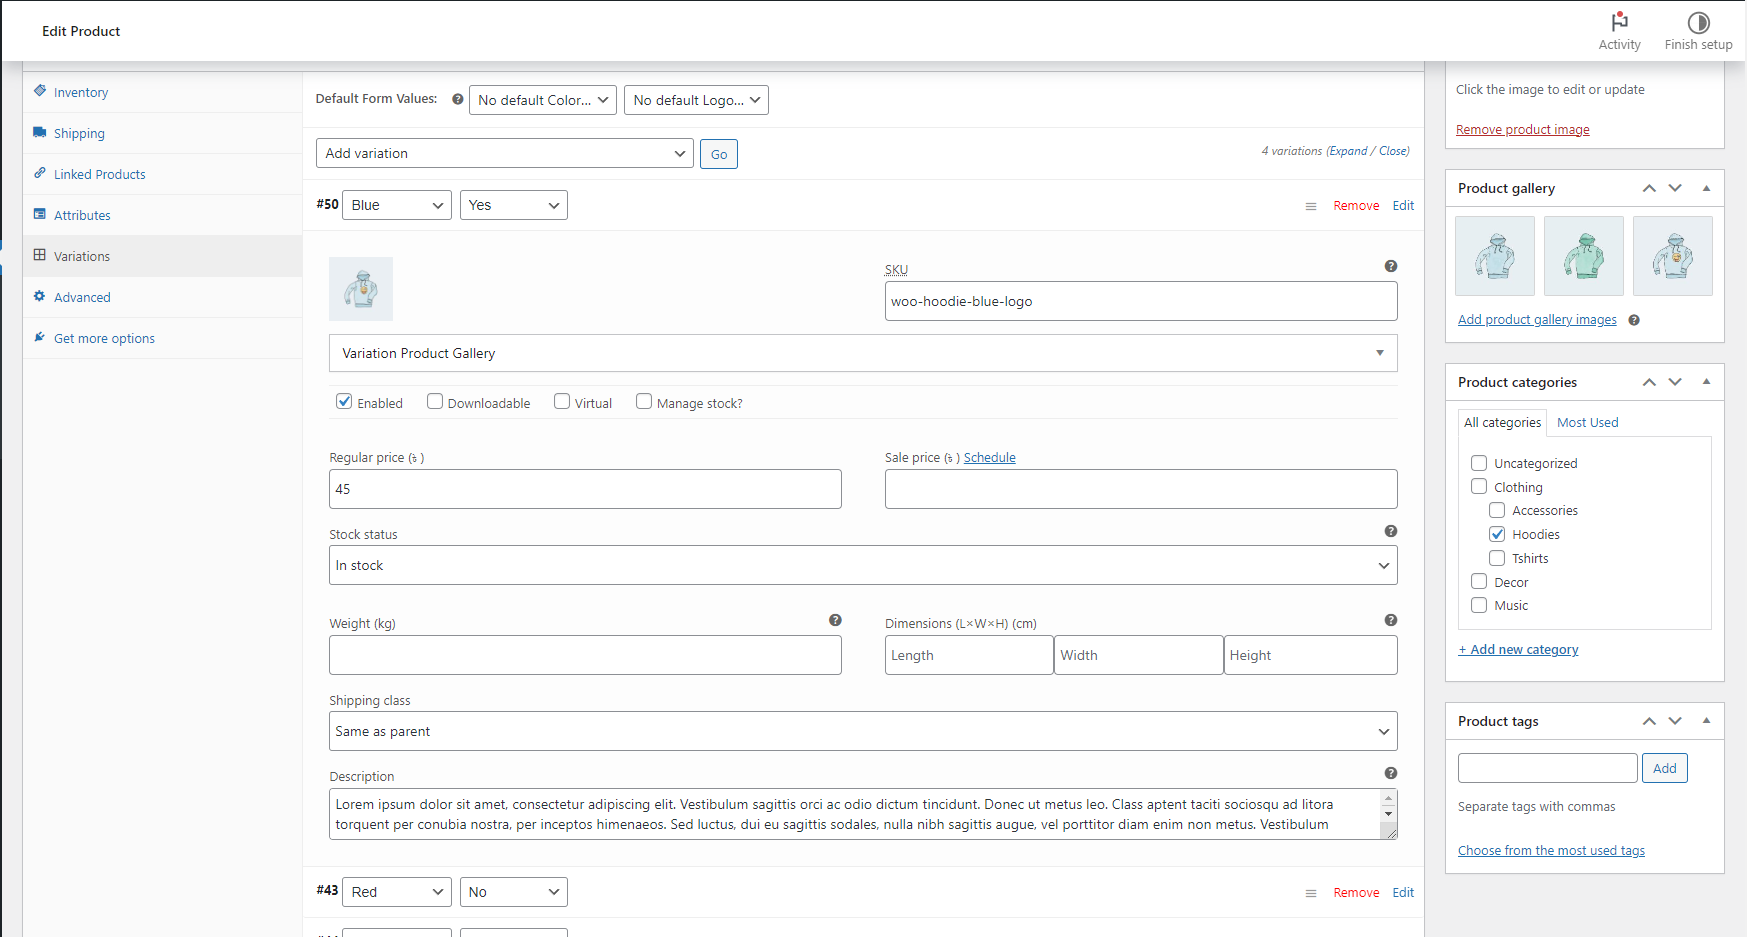 Edit Product
Activity
Finish setup
Inventory
Shipping
Linked Products
Attributes
Variations
Advanced
Get more options
Default Form Values:
No default Color...
No default Logo...
Add variation
Go
4 variations (Expand / Close)
#50
Blue
Yes
Remove
Edit
SKU
woo-hoodie-blue-logo
Variation Product Gallery
Enabled
Downloadable
Virtual
Manage stock?
Regular price (৳ )
Sale price (৳ ) Schedule
45
Stock status
In stock
Weight (kg)
Dimensions (L×W×H) (cm)
Length
Width
Height
Shipping class
Same as parent
Description
Lorem ipsum dolor sit amet, consectetur adipiscing elit. Vestibulum sagittis orci ac odio dictum tincidunt. Donec ut metus leo. Class aptent taciti sociosqu ad litora
torquent per conubia nostra, per inceptos himenaeos. Sed luctus, dui eu sagittis sodales, nulla nibh sagittis augue, vel porttitor diam enim non metus. Vestibulum
#43
Red
No
Remove
Edit
Click the image to edit or update
Remove product image
Product gallery
Add product gallery images
Product categories
All categories
Most Used
Uncategorized
Clothing
Accessories
Hoodies
Tshirts
Decor
Music
+ Add new category
Product tags
Add
Separate tags with commas
Choose from the most used tags